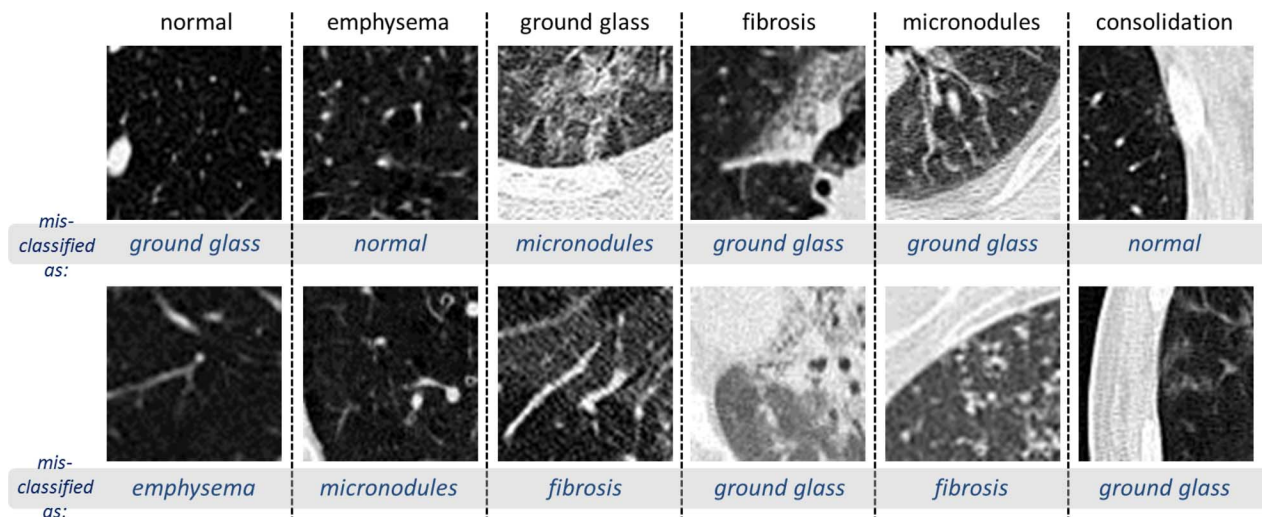 normal emphysema ground glass fibrosis micronodules consolidation
mis-
classified
as:
ground glass normal micronodules ground glass ground glass normal
mis-
classified
as:
emphysema micronodules fibrosis ground glass fibrosis ground glass